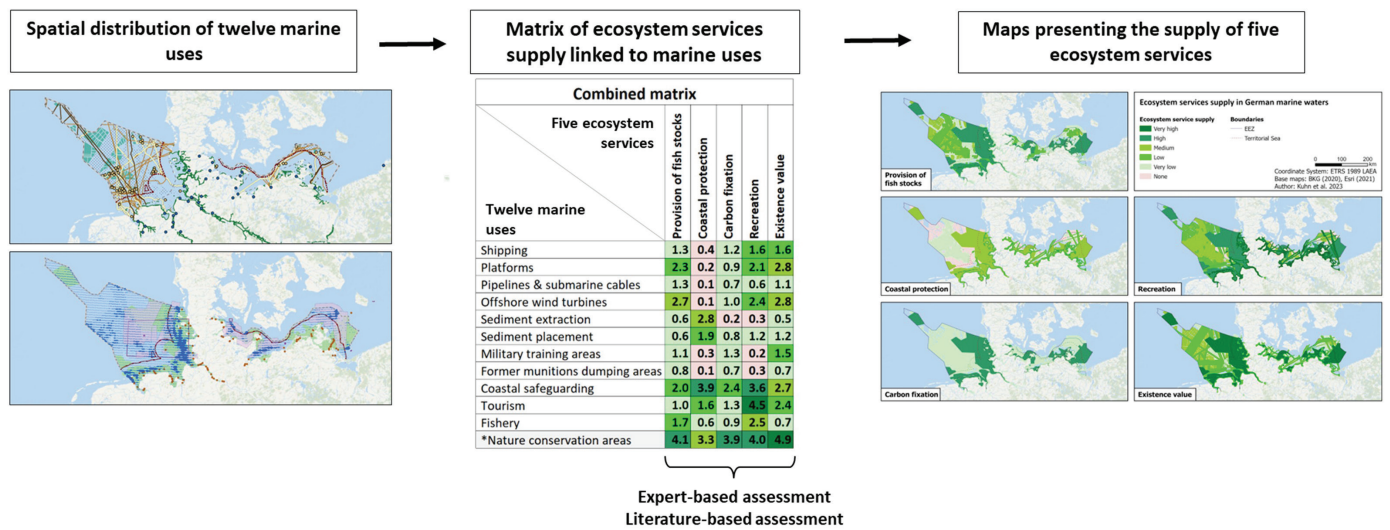 Spatial distribution of twelve marine
uses
Matrix of ecosystem services
supply linked to marine uses
Maps presenting the supply of five
ecosystem services
Combined matrix
Five ecosystem
services
Twelve marine
uses
Provision of fish stocks
Coastal protection
Carbon fixation
Recreation
Existence value
Shipping 1.3 0.4 1.2 1.6 1.6
Platforms 2.3 0.2 0.9 2.1 2.8
Pipelines & submarine cables 1.3 0.1 0.7 0.6 1.1
Offshore wind turbines 2.7 0.1 1.0 2.4 2.8
Sediment extraction 0.6 2.8 0.2 0.3 0.5
Sediment placement 0.6 1.9 0.8 1.2 1.2
Military training areas 1.1 0.3 1.3 0.2 1.5
Former munitions dumping areas 0.8 0.1 0.7 0.3 0.7
Coastal safeguarding 2.0 3.9 2.4 3.6 2.7
Tourism 1.0 1.6 1.3 4.5 2.4
Fishery 1.7 0.6 0.9 2.5 0.7
*Nature conservation areas 4.1 3.3 3.9 4.0 4.9
Expert-based assessment
Literature-based assessment
Provision of
fish stocks
Ecosystem services supply in German marine waters
Ecosystem service supply
Very high
High
Medium
Low
Very low
None
Boundaries
EEZ
Territorial Sea
0 100 200
km
Coordinate System: ETRS 1989 LAEA
Base maps: BKG (2020), Esri (2021)
Author: Kuhn et al. 2023
Coastal protection
Recreation
Carbon fixation
Existence value